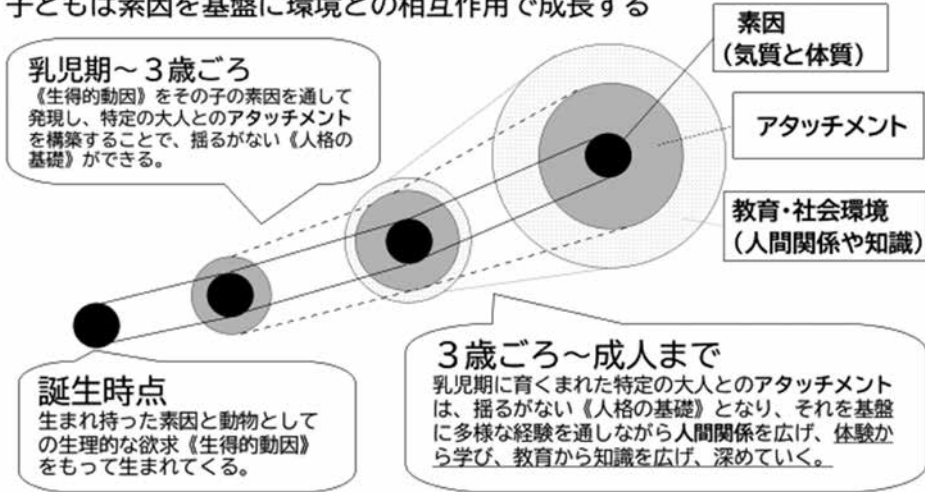 子どもは素因を基盤に環境との相互作用で成長する
乳児期～３歳ごろ
《生得的動因》をその子の素因を通して
発現し、特定の大人とのアタッチメント
を構築することで、揺るがない《人格の
基礎》ができる。
素因
(気質と体質)
アタッチメント
教育・社会環境
(人間関係や知識)
誕生時点
生まれ持った素因と動物として
の生理的な欲求《生得的動因》
をもって生まれてくる。
３歳ごろ～成人まで
乳児期に育くまれた特定の大人とのアタッチメント
は、揺るがない《人格の基礎》となり、それを基盤
に多様な経験を通しながら人間関係を広げ、体験か
ら学び、教育から知識を広げ、深めていく。